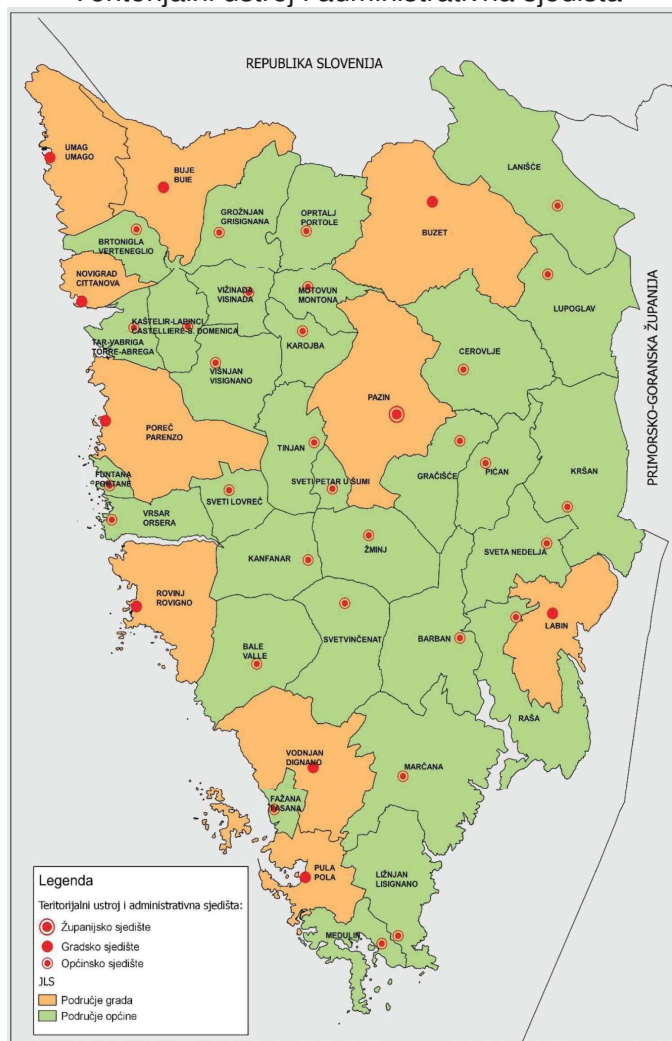 Teritorijalni ustroj i administrativna sjedišta
REPUBLIKA SLOVENIJA
UMAG
UMAGO
BUJE
BUIE
LANIŠĆE
GROŽNJAN
GRISIGNANA
OPRTALJ
PORTOLE
BUZET
BRTONIGLA
VERTENEGLIO
NOVIGRAD
CITTANOVA
VIŽINADA
VISINADA
MOTOVUN
MONTONA
LUPOGLAV
KAŠTELIR-LABINCI
CASTELLIERE-S. DOMENICA
TAR-VABRIGA
TORRE-ABREGA
KAROJBA
CEROVLJE
VIŠNJAN
VISIGNANO
PRIMORSKO-GORANSKA ŽUPANIJA
PAZIN
POREČ
PARENZO
TINJAN
GRAČIŠĆE
PIĆAN
KRŠAN
FUNTANA
FONTANE
SVETI LOVREČ
SVETI PETAR U ŠUMI
VRSAR
ORSERA
KANFANAR
ŽMINJ
SVETA NEDELJA
ROVINJ
ROVIGNO
LABIN
BALE
VALLE
SVETVINČENAT
BARBAN
RAŠA
VODNJAN
DIGNANO
MARČANA
FAŽANA
FASANA
PULA
POLA
LIŽNJAN
LISIGNANO
MEDULIN
Legenda
Teritorijalni ustroj i administrativna sjedišta:
Županijsko sjedište
Gradsko sjedište
Općinsko sjedište
JLS
Područje grada
Područje općine